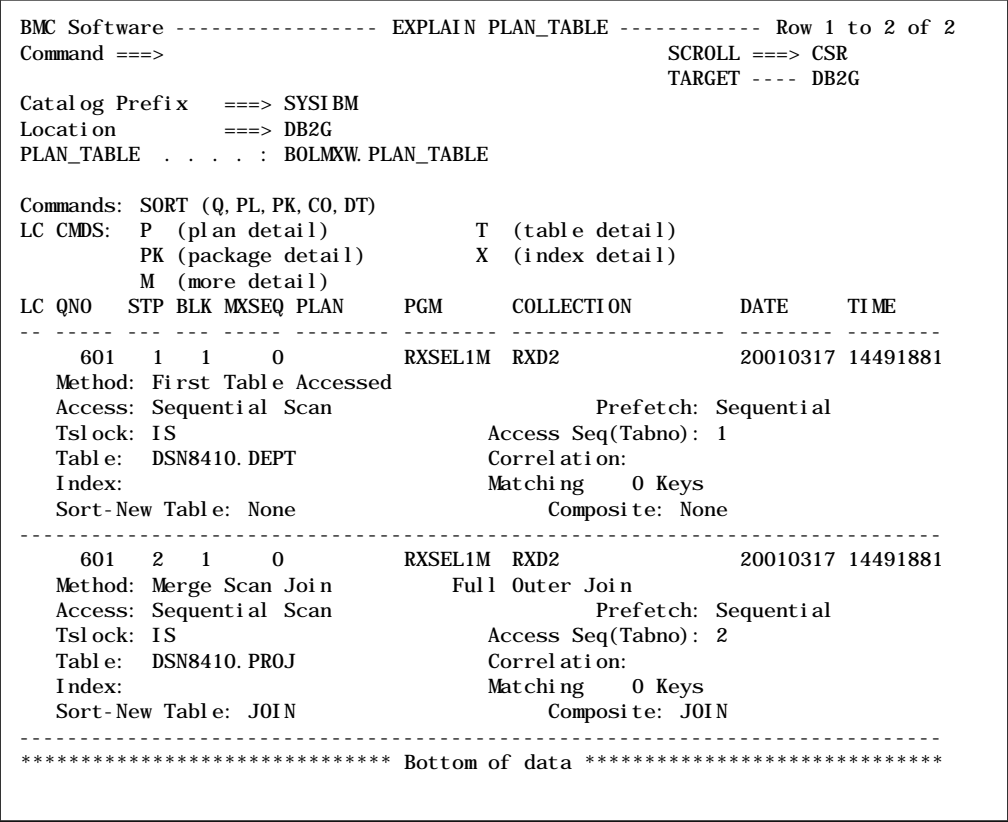 BMC Software ----------------- EXPLAIN PLAN_TABLE ------------ Row 1 to 2 of 2
Command ===>                                          SCROLL ===> CSR
                                                      TARGET ---- DB2G
Catalog Prefix   ===> SYSIBM
Location         ===> DB2G
PLAN_TABLE . . . . : BOLMXW.PLAN_TABLE

Commands: SORT (Q,PL,PK,CO,DT)
LC CMDS:  P  (plan detail)            T  (table detail)
          PK (package detail)         X  (index detail)
          M  (more detail)
LC QNO   STP BLK MXSEQ PLAN     PGM      COLLECTION         DATE     TIME
-- ----- --- --- ----- -------- -------- ------------------ -------- --------
     601   1   1     0          RXSEL1M  RXD2               20010317 14491881
   Method: First Table Accessed
   Access: Sequential Scan                      Prefetch: Sequential
   Tslock: IS                          Access Seq(Tabno): 1
   Table:  DSN8410.DEPT                Correlation:
   Index:                              Matching    0 Keys
   Sort-New Table: None                     Composite: None
-----------------------------------------------------------------------------
     601   2   1     0          RXSEL1M  RXD2               20010317 14491881
   Method: Merge Scan Join          Full Outer Join
   Access: Sequential Scan                      Prefetch: Sequential
   Tslock: IS                          Access Seq(Tabno): 2
   Table:  DSN8410.PROJ                Correlation:
   Index:                              Matching    0 Keys
   Sort-New Table: JOIN                     Composite: JOIN
-----------------------------------------------------------------------------
******************************* Bottom of data ******************************